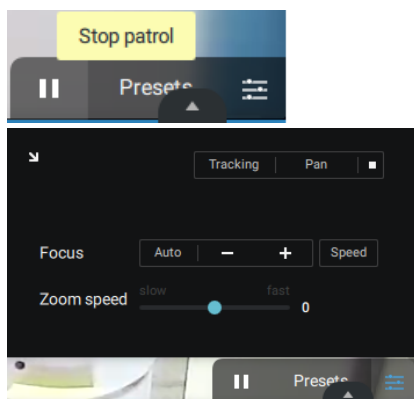 Stop patrol
Presets
Tracking Pan
Focus Auto Speed
slow fast
Zoom speed 0
Presets